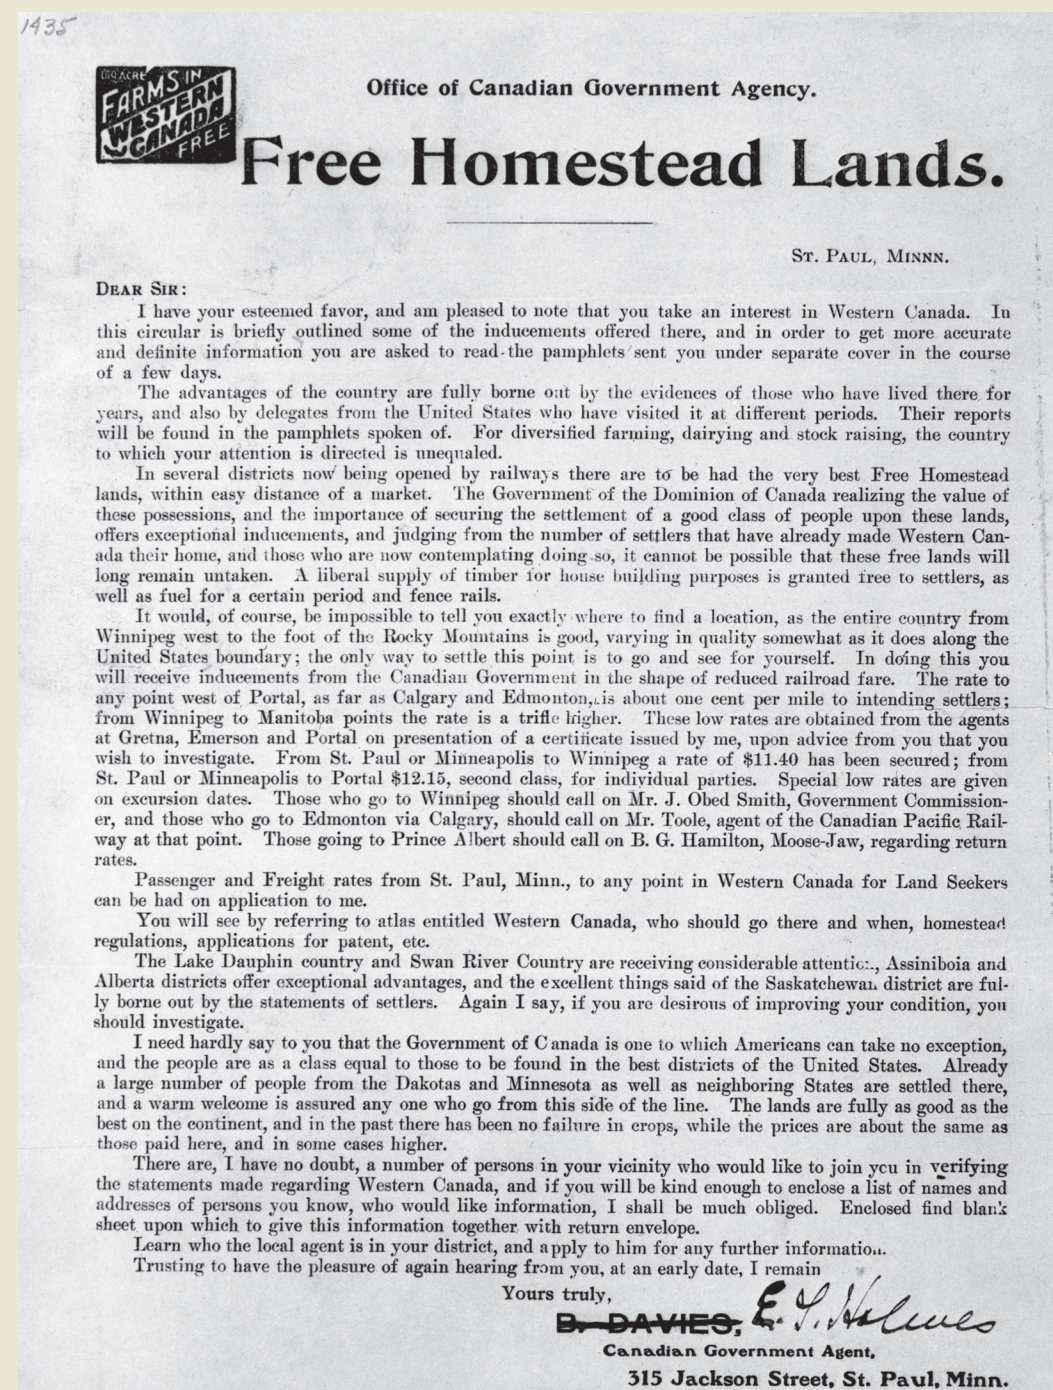 1435
160 ACRE
FARMS IN
WESTERN
CANADA
FREE
Office of Canadian Government Agency.
Free Homestead Lands.
ST. PAUL, MINNN.
DEAR SIR:
I have your esteemed favor, and am pleased to note that you take an interest in Western Canada. In
this circular is briefly outlined some of the inducements offered there, and in order to get more accurate
and definite information you are asked to read the pamphlets sent you under separate cover in the course
of a few days.
The advantages of the country are fully borne out by the evidences of those who have lived there for
years, and also by delegates from the United States who have visited it at different periods. Their reports
will be found in the pamphlets spoken of. For diversified farming, dairying and stock raising, the country
to which your attention is directed is unequaled.
In several districts now being opened by railways there are to be had the very best Free Homestead
lands, within easy distance of a market. The Government of the Dominion of Canada realizing the value of
these possessions, and the importance of securing the settlement of a good class of people upon these lands,
offers exceptional inducements, and judging from the number of settlers that have already made Western Can-
ada their home, and those who are now contemplating doing so, it cannot be possible that these free lands will
long remain untaken. A liberal supply of timber for house building purposes is granted free to settlers, as
well as fuel for a certain period and fence rails.
It would, of course, be impossible to tell you exactly where to find a location, as the entire country from
Winnipeg west to the foot of the Rocky Mountains is good, varying in quality somewhat as it does along the
United States boundary; the only way to settle this point is to go and see for yourself. In doing this you
will receive inducements from the Canadian Government in the shape of reduced railroad fare. The rate to
any point west of Portal, as far as Calgary and Edmonton, is about one cent per mile to intending settlers;
from Winnipeg to Manitoba points the rate is a trifle higher. These low rates are obtained from the agents
at Gretna, Emerson and Portal on presentation of a certificate issued by me, upon advice from you that you
wish to investigate. From St. Paul or Minneapolis to Winnipeg a rate of $11.40 has been secured; from
St. Paul or Minneapolis to Portal $12.15, second class, for individual parties. Special low rates are given
on excursion dates. Those who go to Winnipeg should call on Mr. J. Obed Smith, Government Commission-
er, and those who go to Edmonton via Calgary, should call on Mr. Toole, agent of the Canadian Pacific Rail-
way at that point. Those going to Prince Albert should call on B. G. Hamilton, Moose-Jaw, regarding return
rates.
Passenger and Freight rates from St. Paul, Minn., to any point in Western Canada for Land Seekers
can be had on application to me.
You will see by referring to atlas entitled Western Canada, who should go there and when, homestead
regulations, applications for patent, etc.
The Lake Dauphin country and Swan River Country are receiving considerable attention, Assiniboia and
Alberta districts offer exceptional advantages, and the excellent things said of the Saskatchewan district are ful-
ly borne out by the statements of settlers. Again I say, if you are desirous of improving your condition, you
should investigate.
I need hardly say to you that the Government of Canada is one to which Americans can take no exception,
and the people are as a class equal to those to be found in the best districts of the United States. Already
a large number of people from the Dakotas and Minnesota as well as neighboring States are settled there,
and a warm welcome is assured any one who go from this side of the line. The lands are fully as good as the
best on the continent, and in the past there has been no failure in crops, while the prices are about the same as
those paid here, and in some cases higher.
There are, I have no doubt, a number of persons in your vicinity who would like to join you in verifying
the statements made regarding Western Canada, and if you will be kind enough to enclose a list of names and
addresses of persons you know, who would like information, I shall be much obliged. Enclosed find blank
sheet upon which to give this information together with return envelope.
Learn who the local agent is in your district, and apply to him for any further information.
Trusting to have the pleasure of again hearing from you, at an early date, I remain
Yours truly,
B. DAVIES, E. T. Holmes
Canadian Government Agent,
315 Jackson Street, St. Paul, Minn.